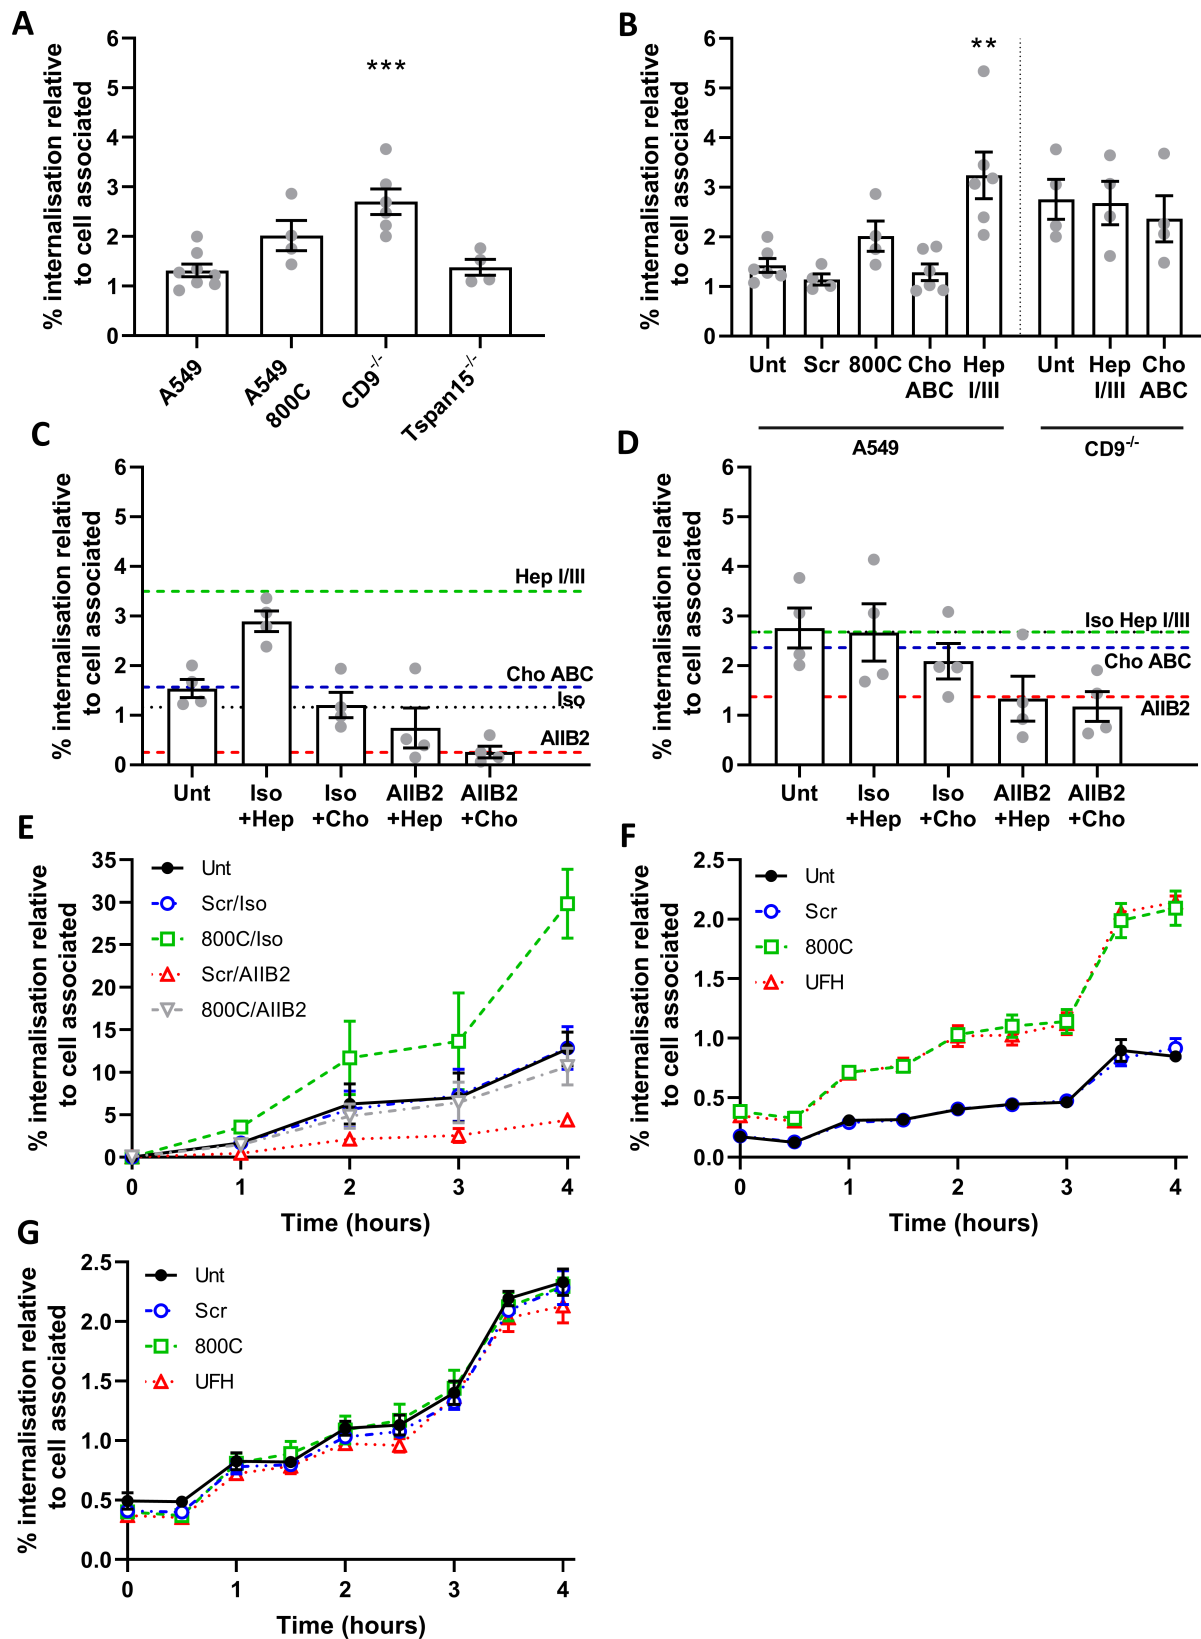 A
% internalisation relative
to cell associated
6
5
4
3
2
1
0
***
A549
A549
800C
CD9-/-
Tspan15-/-
B
% internalisation relative
to cell associated
6
5
4
3
2
1
0
**
Unt
Scr
800C
Cho
ABC
Hep
I/III
Unt
Hep
I/III
Cho
ABC
A549
CD9-/-
C
% internalisation relative
to cell associated
6
5
4
3
2
1
0
Hep I/III
Cho ABC
Iso
AIIB2
Unt
Iso
+Hep
Iso
+Cho
AIIB2
+Hep
AIIB2
+Cho
D
% internalisation relative
to cell associated
6
5
4
3
2
1
0
Iso Hep I/III
Cho ABC
AIIB2
Unt
Iso
+Hep
Iso
+Cho
AIIB2
+Hep
AIIB2
+Cho
E
% internalisation relative
to cell associated
35
30
25
20
15
10
5
0
Unt
Scr/Iso
800C/Iso
Scr/AIIB2
800C/AIIB2
0 1 2 3 4
Time (hours)
F
% internalisation relative
to cell associated
2.5
2.0
1.5
1.0
0.5
0.0
Unt
Scr
800C
UFH
0 1 2 3 4
Time (hours)
G
% internalisation relative
to cell associated
2.5
2.0
1.5
1.0
0.5
0.0
Unt
Scr
800C
UFH
0 1 2 3 4
Time (hours)